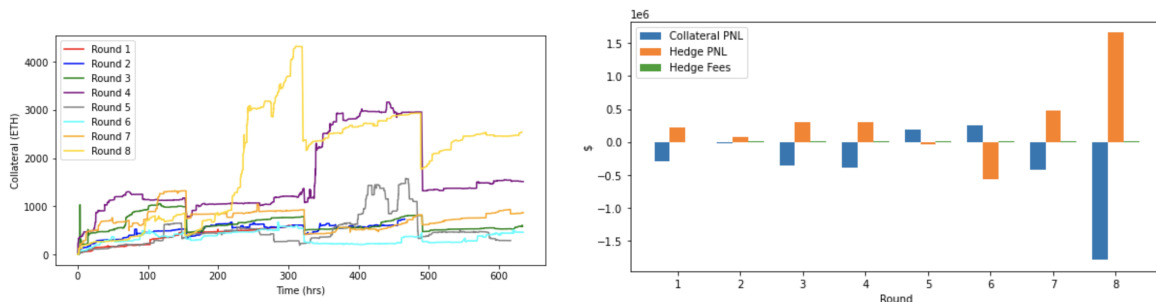 Collateral (ETH)
4000
3000
2000
1000
0
Round 1
Round 2
Round 3
Round 4
Round 5
Round 6
Round 7
Round 8
0 100 200 300 400 500 600
Time (hrs)
1e6
$
1.5
1.0
0.5
0.0
−0.5
−1.0
−1.5
Collateral PNL
Hedge PNL
Hedge Fees
1 2 3 4 5 6 7 8
Round